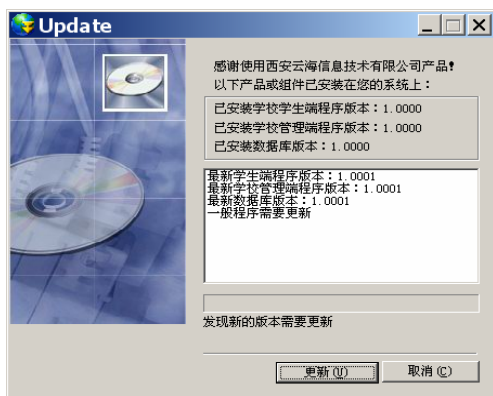 Update
感谢使用西安云海信息技术有限公司产品!
以下产品或组件已安装在您的系统上:
已安装学校学生端程序版本:1.0000
已安装学校管理端程序版本:1.0000
已安装数据库版本:1.0000
最新学生端程序版本:1.0001
最新学校管理端程序版本:1.0001
最新数据库版本:1.0001
一般程序需要更新
发现新的版本需要更新
更新(U)
取消(C)